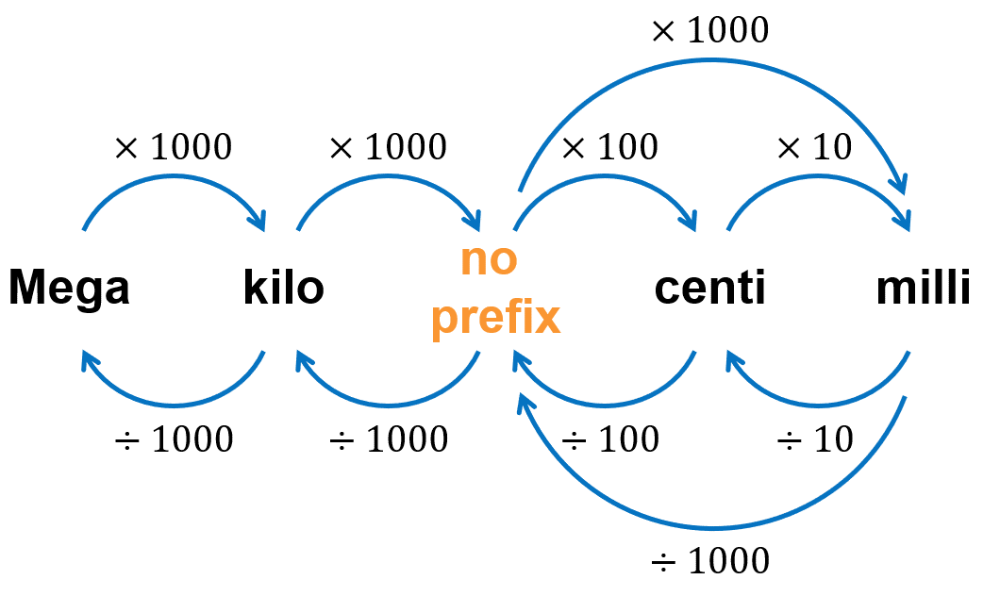 × 1000
× 1000
× 1000
× 100
× 10
Mega
kilo
no
prefix
centi
milli
÷ 1000
÷ 1000
÷ 100
÷ 10
÷ 1000